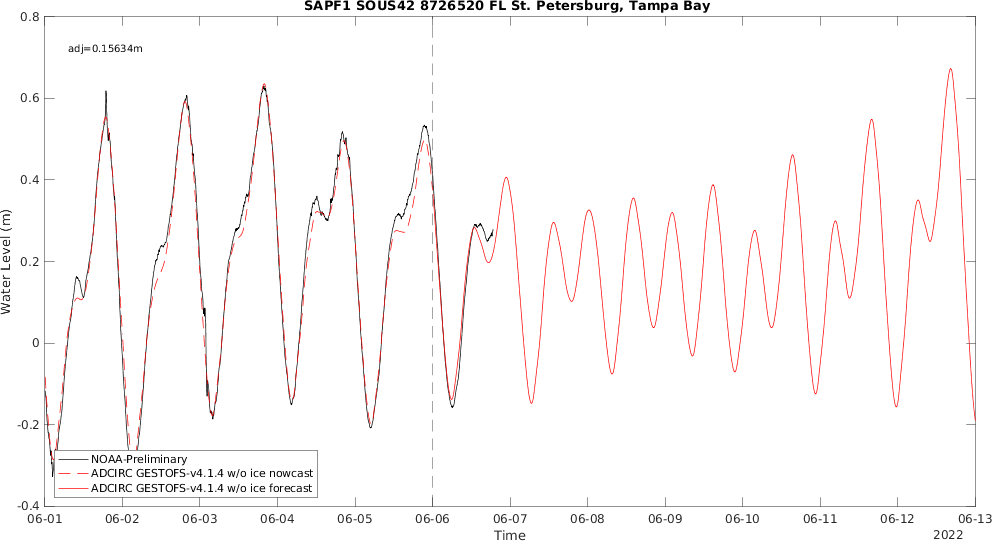 SAPF1 SOUS42 8726520 FL St. Petersburg, Tampa Bay
0.8
adj=0.15634m
0.6
0.4
0.2
0
-0.2
-0.4
Water Level (m)
NOAA-Preliminary
ADCIRC GESTOFS-v4.1.4 w/o ice nowcast
ADCIRC GESTOFS-v4.1.4 w/o ice forecast
06-01 06-02 06-03 06-04 06-05 06-06 06-07 06-08 06-09 06-10 06-11 06-12 06-13
Time
2022